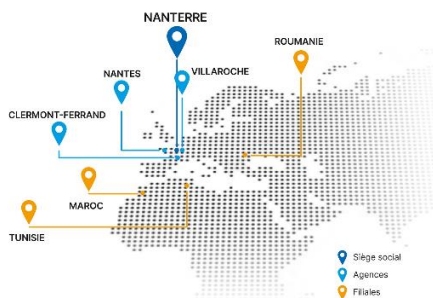 NANTERRE
ROUMANIE
NANTES
VILLAROCHE
CLERMONT-FERRAND
MAROC
TUNISIE
Siège social
Agences
Filiales